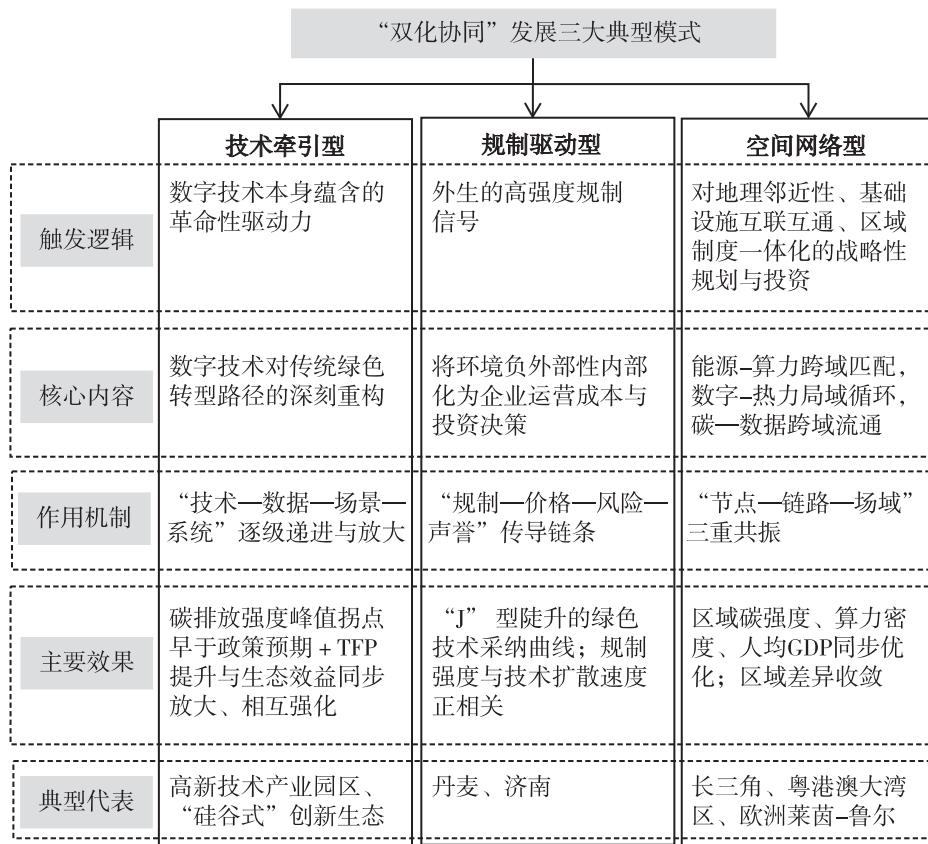 “双化协同”发展三大典型模式
技术牵引型
规制驱动型
空间网络型
触发逻辑
数字技术本身蕴含的
革命性驱动力
外生的高强度规制
信号
对地理邻近性、基础
设施互联互通、区域
制度一体化的战略性
规划与投资
核心内容
数字技术对传统绿色
转型路径的深刻重构
将环境负外部性内部
化为企业运营成本与
投资决策
能源–算力跨域匹配，
数字–热力局域循环，
碳—数据跨域流通
作用机制
“技术—数据—场景—
系统”逐级递进与放大
“规制—价格—风险—
声誉”传导链条
“节点—链路—场域”
三重共振
主要效果
碳排放强度峰值拐点
早于政策预期+TFP
提升与生态效益同步
放大、相互强化
“J”型陡升的绿色
技术采纳曲线；规制
强度与技术扩散速度
正相关
区域碳强度、算力密
度、人均GDP同步优
化；区域差异收敛
典型代表
高新技术产业园区、
“硅谷式”创新生态
丹麦、济南
长三角、粤港澳大湾
区、欧洲莱茵–鲁尔